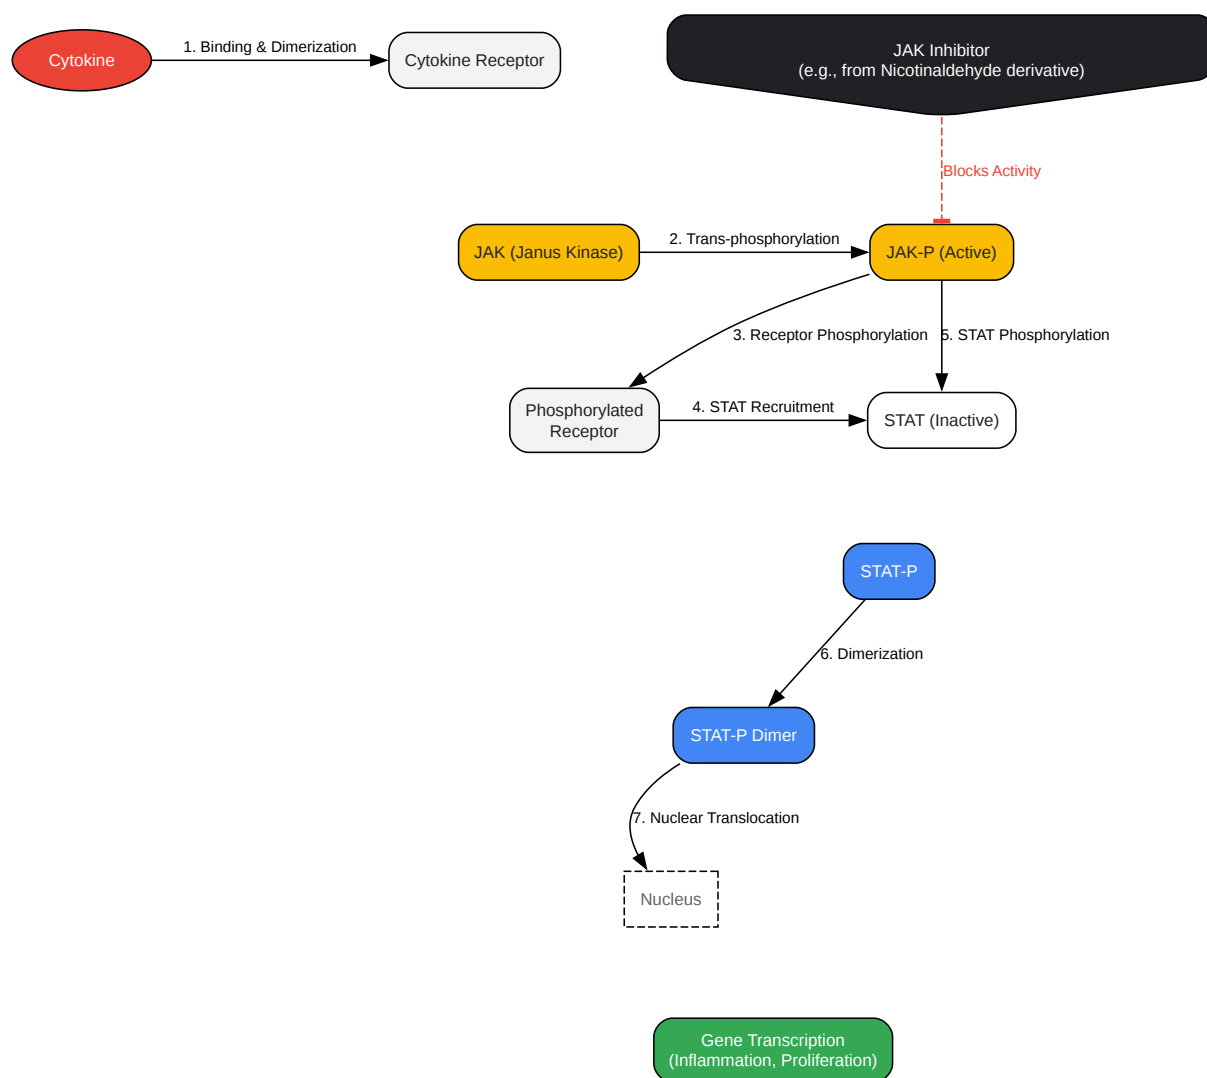 Cytokine
1. Binding & Dimerization
Cytokine Receptor
JAK Inhibitor
(e.g., from Nicotinaldehyde derivative)
Blocks Activity
JAK (Janus Kinase)
2. Trans-phosphorylation
JAK-P (Active)
3. Receptor Phosphorylation
5. STAT Phosphorylation
Phosphorylated
Receptor
4. STAT Recruitment
STAT (Inactive)
STAT-P
6. Dimerization
STAT-P Dimer
7. Nuclear Translocation
Nucleus
Gene Transcription
(Inflammation, Proliferation)